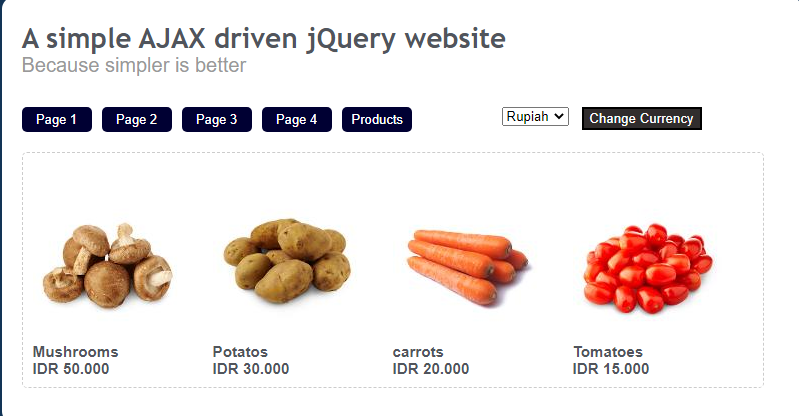 A simple AJAX driven jQuery website
Because simpler is better
Page 1 Page 2 Page 3 Page 4 Products Rupiah Change Currency
Mushrooms Potatos carrots Tomatoes
IDR 50.000 IDR 30.000 IDR 20.000 IDR 15.000